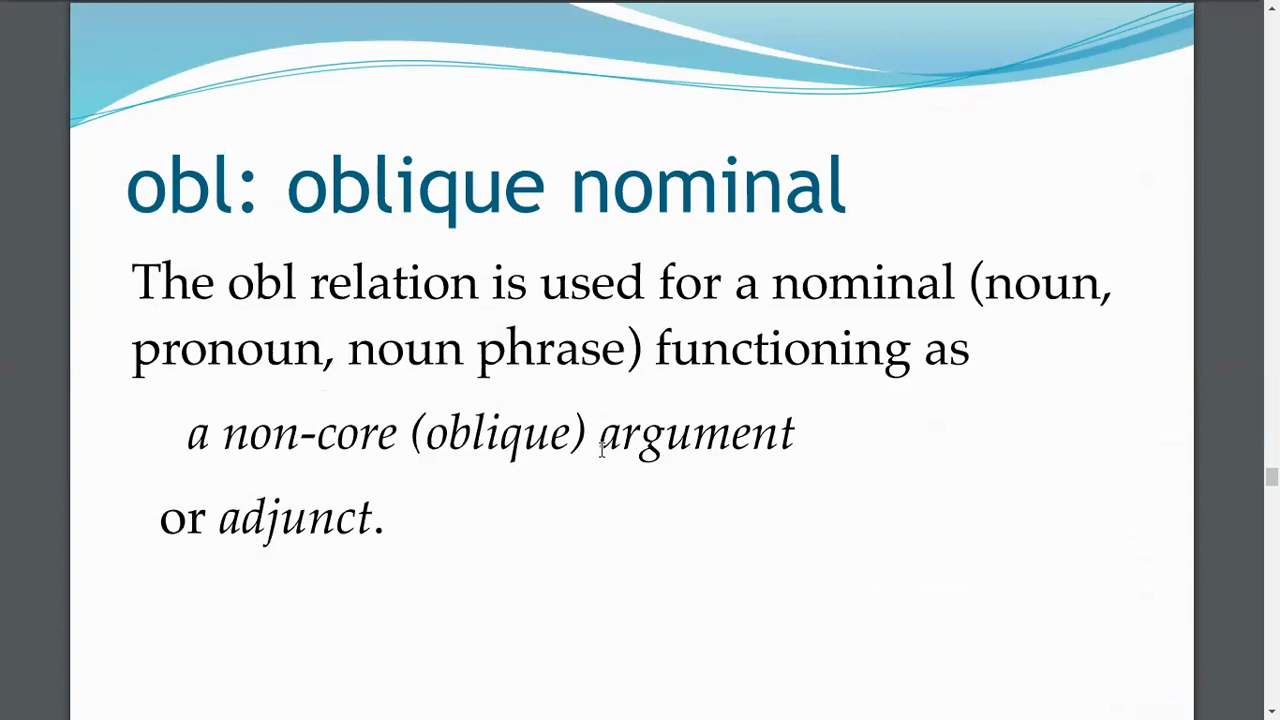 obl: oblique nominal
The obl relation is used for a nominal (noun,
pronoun, noun phrase) functioning as
a non-core (oblique) argument
or adjunct.